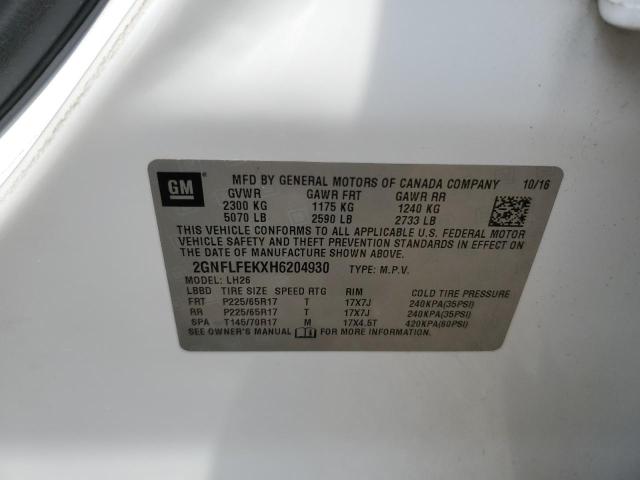 GM
MFD BY GENERAL MOTORS OF CANADA COMPANY 10/16
GVWR GAWR FRT GAWR RR
2300 KG 1175 KG 1240 KG
5070 LB 2590 LB 2733 LB
THIS VEHICLE CONFORMS TO ALL APPLICABLE U.S. FEDERAL MOTOR
VEHICLE SAFETY AND THEFT PREVENTION STANDARDS IN EFFECT ON
THE DATE OF MANUFACTURE SHOWN ABOVE.
2GNFLFEKXH6204930 TYPE: M.P.V.
MODEL: LH26
LBBD TIRE SIZE SPEED RTG RIM COLD TIRE PRESSURE
FRT P225/65R17 T 17X7J 240KPA(35PSI)
RR P225/65R17 T 17X7J 240KPA(35PSI)
SPA T145/70R17 M 17X4.5T 420KPA(60PSI)
SEE OWNER'S MANUAL FOR MORE INFORMATION.